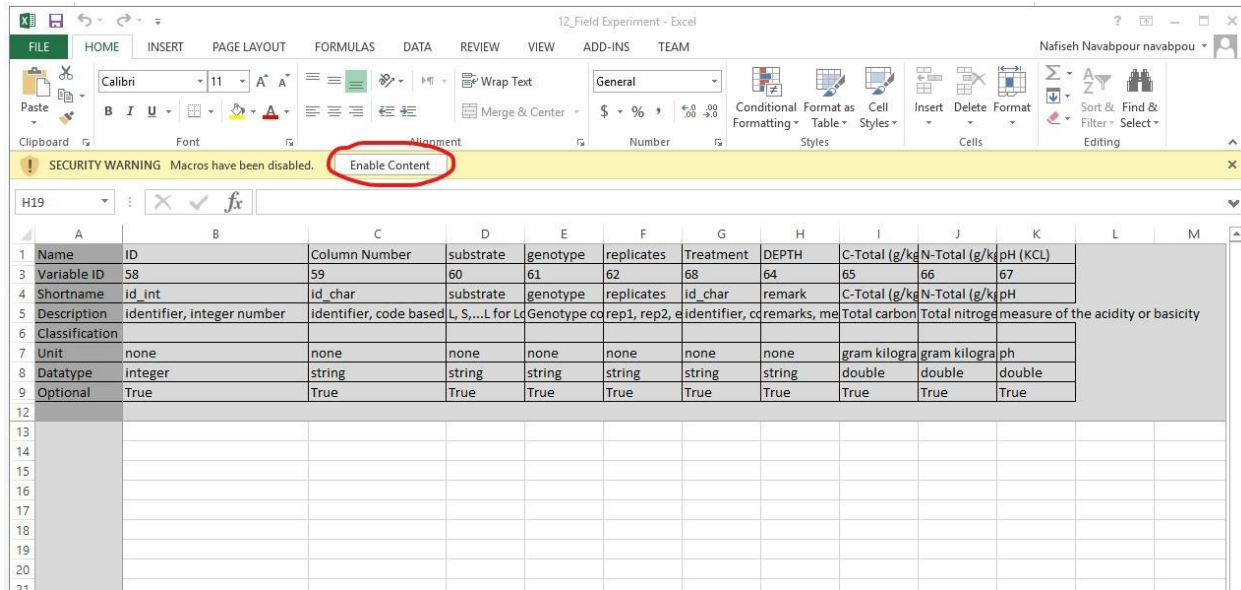 12_Field Experiment - Excel
FILE HOME INSERT PAGE LAYOUT FORMULAS DATA REVIEW VIEW ADD-INS TEAM Nafiseh Navabpour navabpou
Calibri 11 A A Wrap Text General Σ A Z
Paste B I U A Merge & Center $ % , .0 .00 .00 .0 Conditional Formatting Format as Table Cell Styles Insert Delete Format Sort & Filter Find & Select
Clipboard Font Alignment Number Styles Cells Editing
! SECURITY WARNING Macros have been disabled. Enable Content
H19 fx
A B C D E F G H I J K L M
1 Name ID Column Number substrate genotype replicates Treatment DEPTH C-Total (g/kg N-Total (g/kg pH (KCL)
3 Variable ID 58 59 60 61 62 68 64 65 66 67
4 Shortname id_int id_char substrate genotype replicates id_char remark C-Total (g/kg N-Total (g/kg pH
5 Description identifier, integer number identifier, code based L, S,...L for Lo Genotype co rep1, rep2, e identifier, co remarks, me Total carbon Total nitroge measure of the acidity or basicity
6 Classification
7 Unit none none none none none none none gram kilogra gram kilogra ph
8 Datatype integer string string string string string string double double double
9 Optional True True True True True True True True True True
12
13
14
15
16
17
18
19
20
21